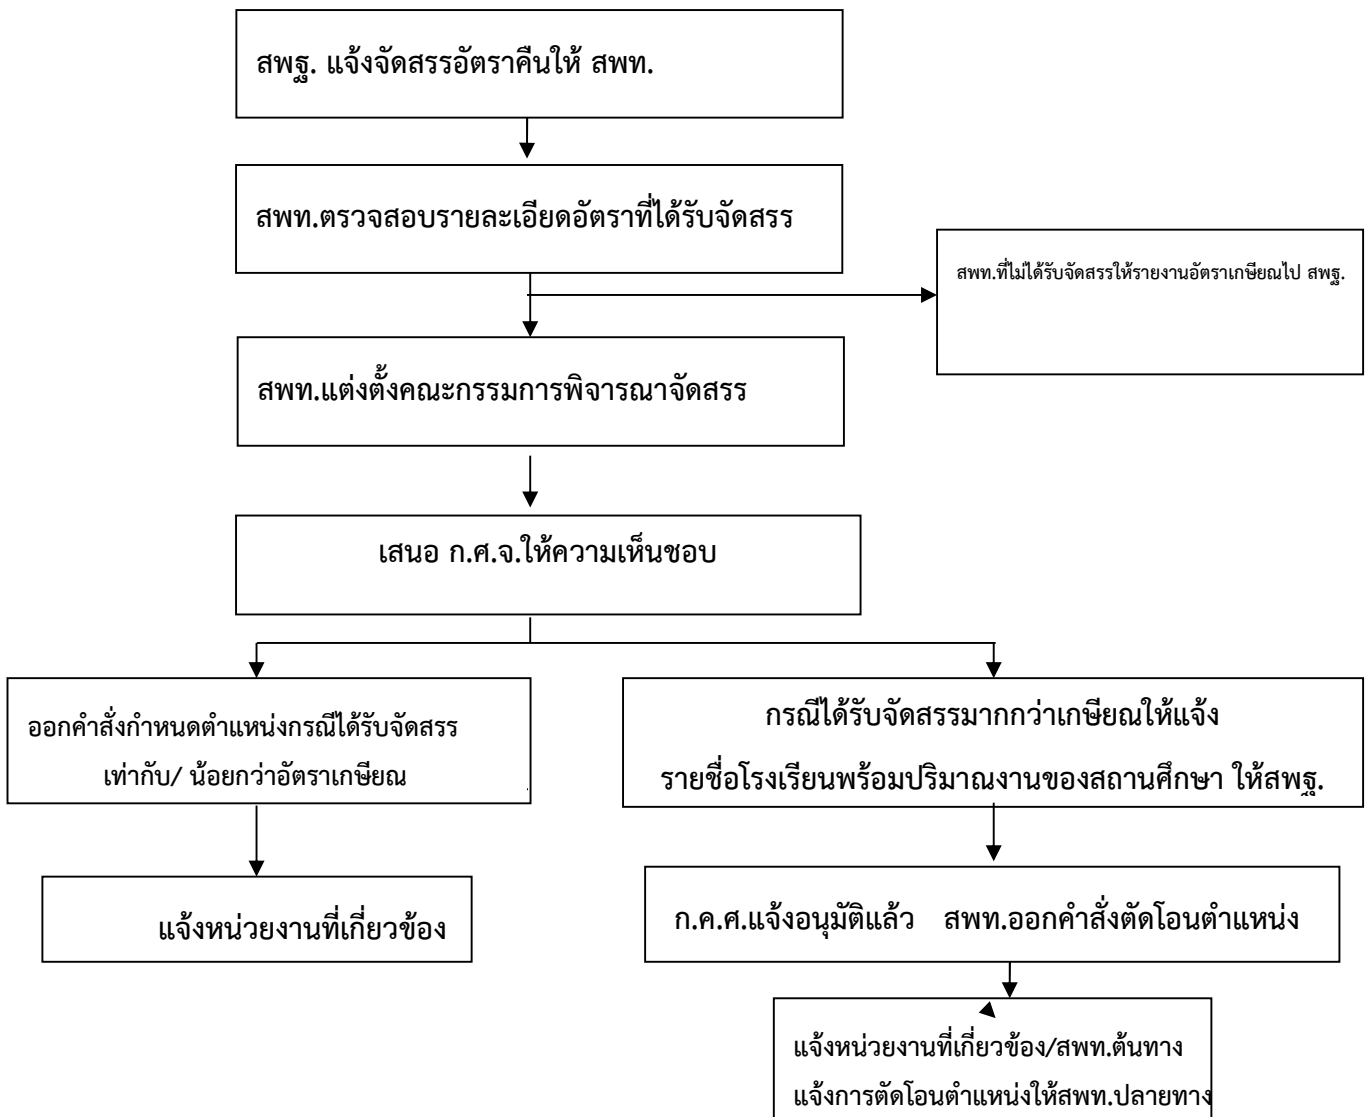 สพฐ. แจ้งจัดสรรอัตราคืนให้ สพท.
สพท.ตรวจสอบรายละเอียดอัตราที่ได้รับจัดสรร
สพท.ที่ไม่ได้รับจัดสรรให้รายงานอัตราเกษียณไป สพฐ.
สพท.แต่งตั้งคณะกรรมการพิจารณาจัดสรร
เสนอ ก.ศ.จ.ให้ความเห็นชอบ
ออกคำสั่งกำหนดตำแหน่งกรณีได้รับจัดสรร
เท่ากับ/ น้อยกว่าอัตราเกษียณ
กรณีได้รับจัดสรรมากกว่าเกษียณให้แจ้ง
รายชื่อโรงเรียนพร้อมปริมาณงานของสถานศึกษา ให้สพฐ.
แจ้งหน่วยงานที่เกี่ยวข้อง
ก.ค.ศ.แจ้งอนุมัติแล้ว สพท.ออกคำสั่งตัดโอนตำแหน่ง
แจ้งหน่วยงานที่เกี่ยวข้อง/สพท.ต้นทาง
แจ้งการตัดโอนตำแหน่งให้สพท.ปลายทาง